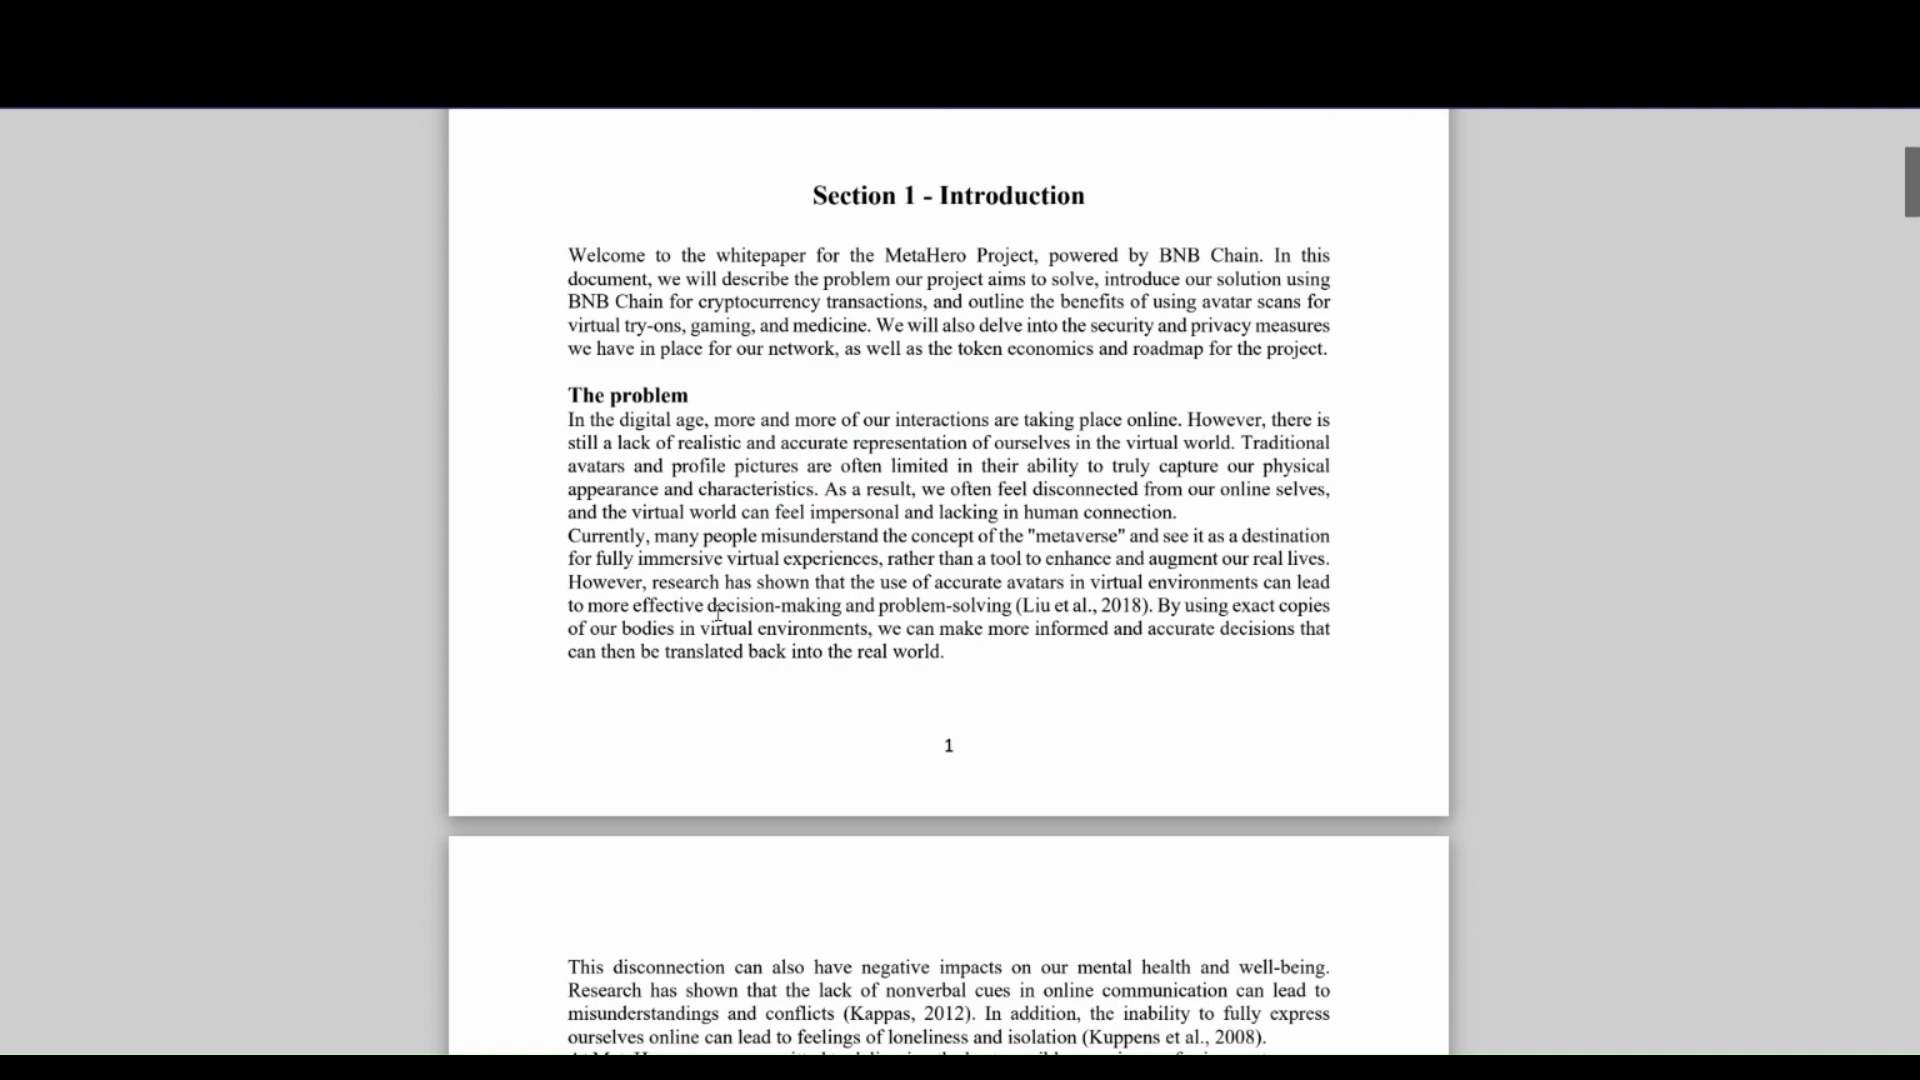 Section 1 - Introduction
Welcome to the whitepaper for the MetaHero Project, powered by BNB Chain. In this
document, we will describe the problem our project aims to solve, introduce our solution using
BNB Chain for cryptocurrency transactions, and outline the benefits of using avatar scans for
virtual try-ons, gaming, and medicine. We will also delve into the security and privacy measures
we have in place for our network, as well as the token economics and roadmap for the project.
The problem
In the digital age, more and more of our interactions are taking place online. However, there is
still a lack of realistic and accurate representation of ourselves in the virtual world. Traditional
avatars and profile pictures are often limited in their ability to truly capture our physical
appearance and characteristics. As a result, we often feel disconnected from our online selves,
and the virtual world can feel impersonal and lacking in human connection.
Currently, many people misunderstand the concept of the "metaverse" and see it as a destination
for fully immersive virtual experiences, rather than a tool to enhance and augment our real lives.
However, research has shown that the use of accurate avatars in virtual environments can lead
to more effective decision-making and problem-solving (Liu et al., 2018). By using exact copies
of our bodies in virtual environments, we can make more informed and accurate decisions that
can then be translated back into the real world.
1
This disconnection can also have negative impacts on our mental health and well-being.
Research has shown that the lack of nonverbal cues in online communication can lead to
misunderstandings and conflicts (Kappas, 2012). In addition, the inability to fully express
ourselves online can lead to feelings of loneliness and isolation (Kuppens et al., 2008).